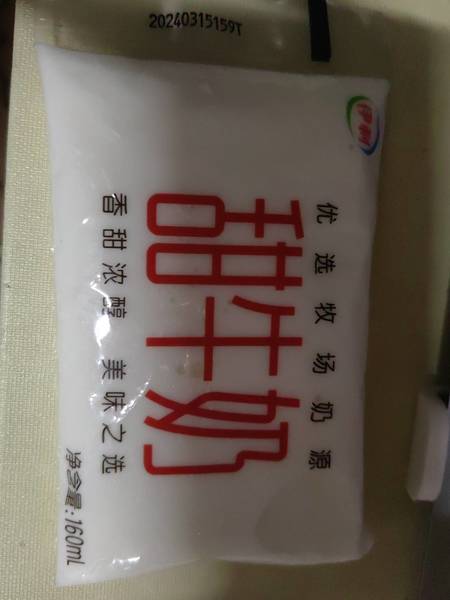 20240315159T
伊利
优选牧场奶源
甜牛奶
香甜浓醇 美味之选
净含量:160mL